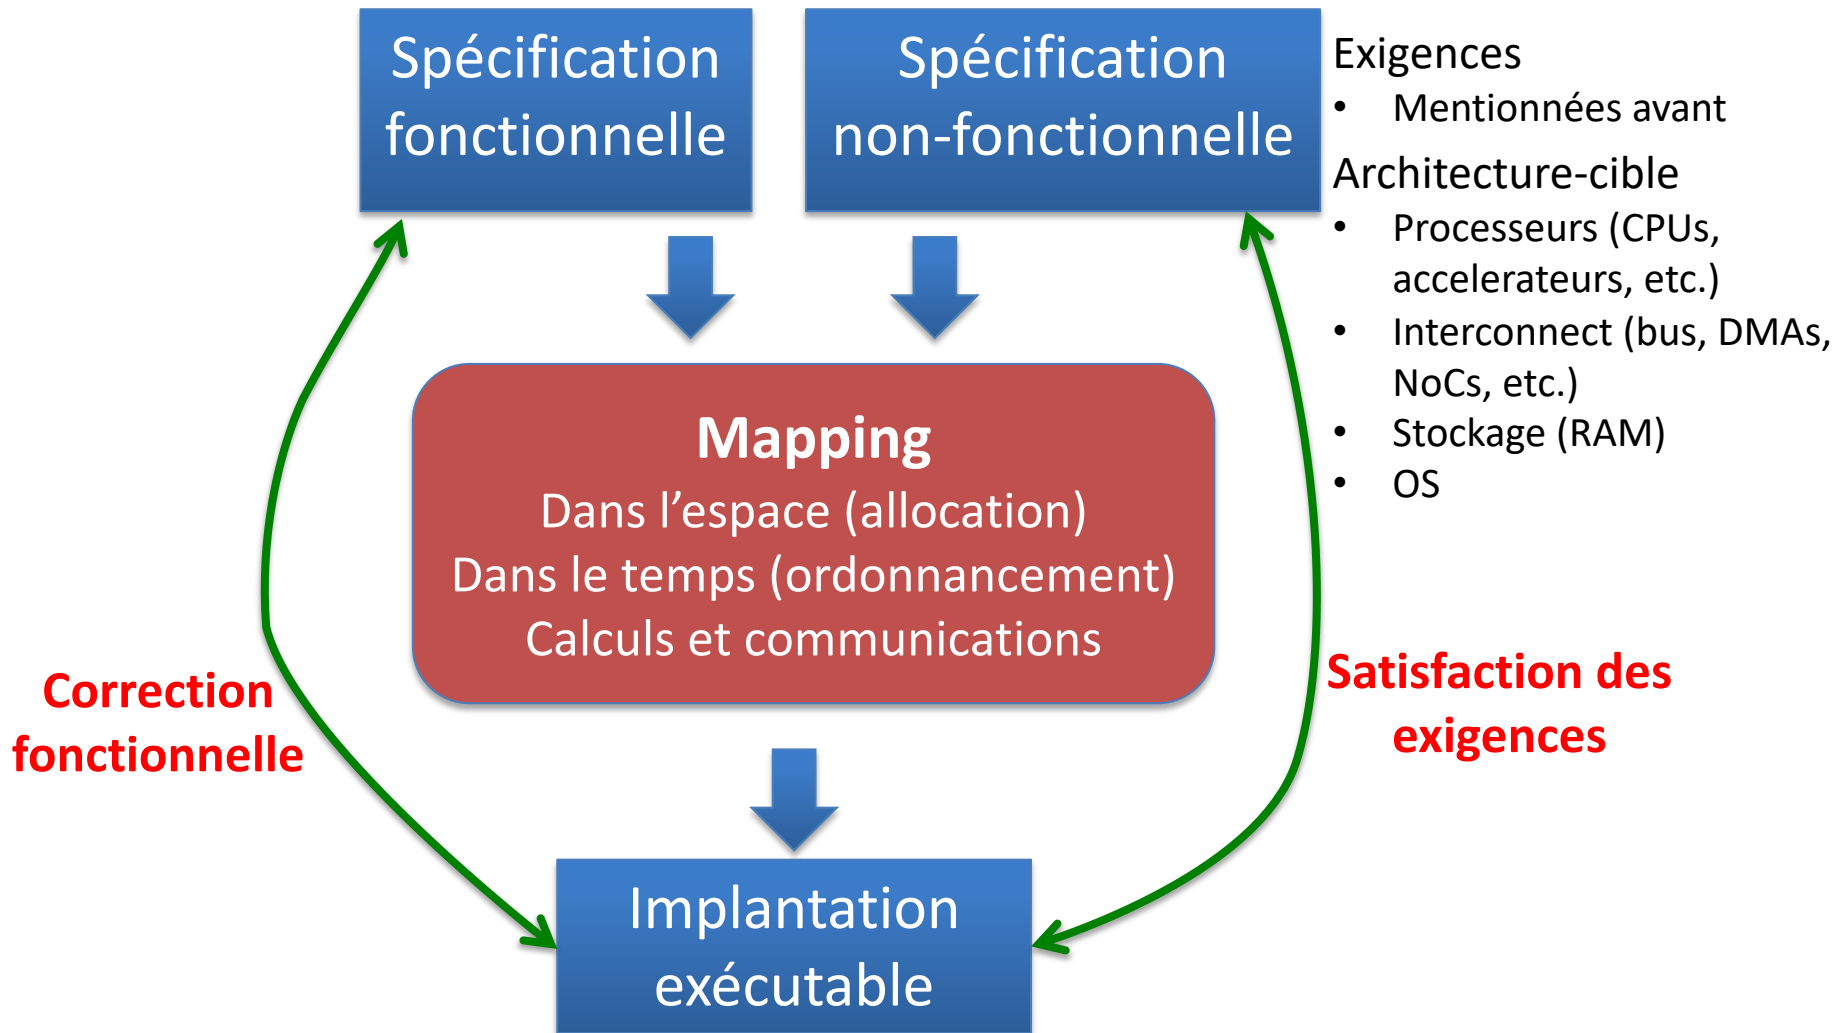 Spécification
fonctionnelle
Spécification
non-fonctionnelle
Exigences
• Mentionnées avant
Architecture-cible
• Processeurs (CPUs,
accelerateurs, etc.)
• Interconnect (bus, DMAs,
NoCs, etc.)
• Stockage (RAM)
• OS
Mapping
Dans l’espace (allocation)
Dans le temps (ordonnancement)
Calculs et communications
Correction
fonctionnelle
Satisfaction des
exigences
Implantation
exécutable